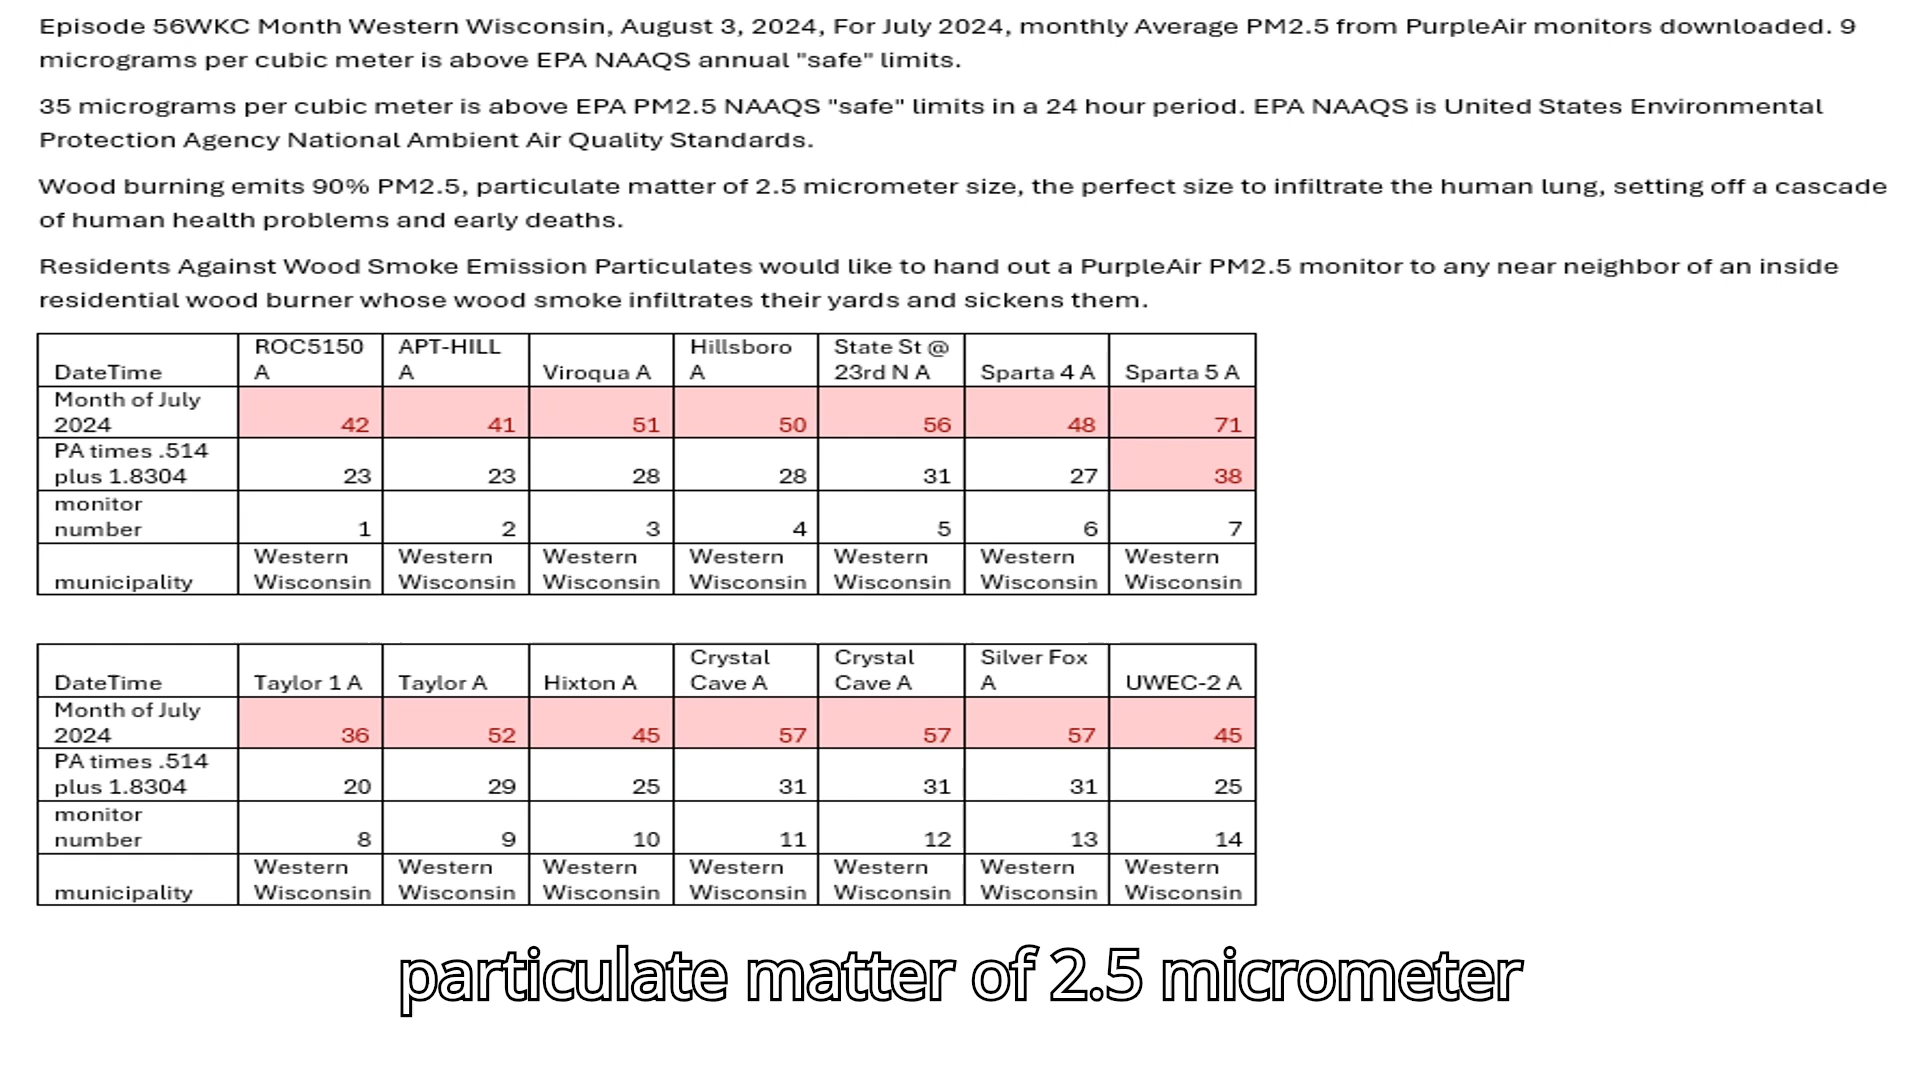 Episode 56WKC Month Western Wisconsin, August 3, 2024, For July 2024, monthly Average PM2.5 from PurpleAir monitors downloaded. 9
micrograms per cubic meter is above EPA NAAQS annual "safe" limits.
35 micrograms per cubic meter is above EPA PM2.5 NAAQS "safe" limits in a 24 hour period. EPA NAAQS is United States Environmental
Protection Agency National Ambient Air Quality Standards.
Wood burning emits 90% PM2.5, particulate matter of 2.5 micrometer size, the perfect size to infiltrate the human lung, setting off a cascade
of human health problems and early deaths.
Residents Against Wood Smoke Emission Particulates would like to hand out a PurpleAir PM2.5 monitor to any near neighbor of an inside
residential wood burner whose wood smoke infiltrates their yards and sickens them.
ROC5150 APT-HILL Hillsboro State St @
DateTime A A Viroqua A A 23rd N A Sparta 4 A Sparta 5 A
Month of July
2024 42 41 51 50 56 48 71
PA times .514
plus 1.8304 23 23 28 28 31 27 38
monitor
number 1 2 3 4 5 6 7
Western Western Western Western Western Western Western
municipality Wisconsin Wisconsin Wisconsin Wisconsin Wisconsin Wisconsin Wisconsin
Crystal Crystal Silver Fox
DateTime Taylor 1 A Taylor A Hixton A Cave A Cave A A UWEC-2 A
Month of July
2024 36 52 45 57 57 57 45
PA times .514
plus 1.8304 20 29 25 31 31 31 25
monitor
number 8 9 10 11 12 13 14
Western Western Western Western Western Western Western
municipality Wisconsin Wisconsin Wisconsin Wisconsin Wisconsin Wisconsin Wisconsin
particulate matter of 2.5 micrometer